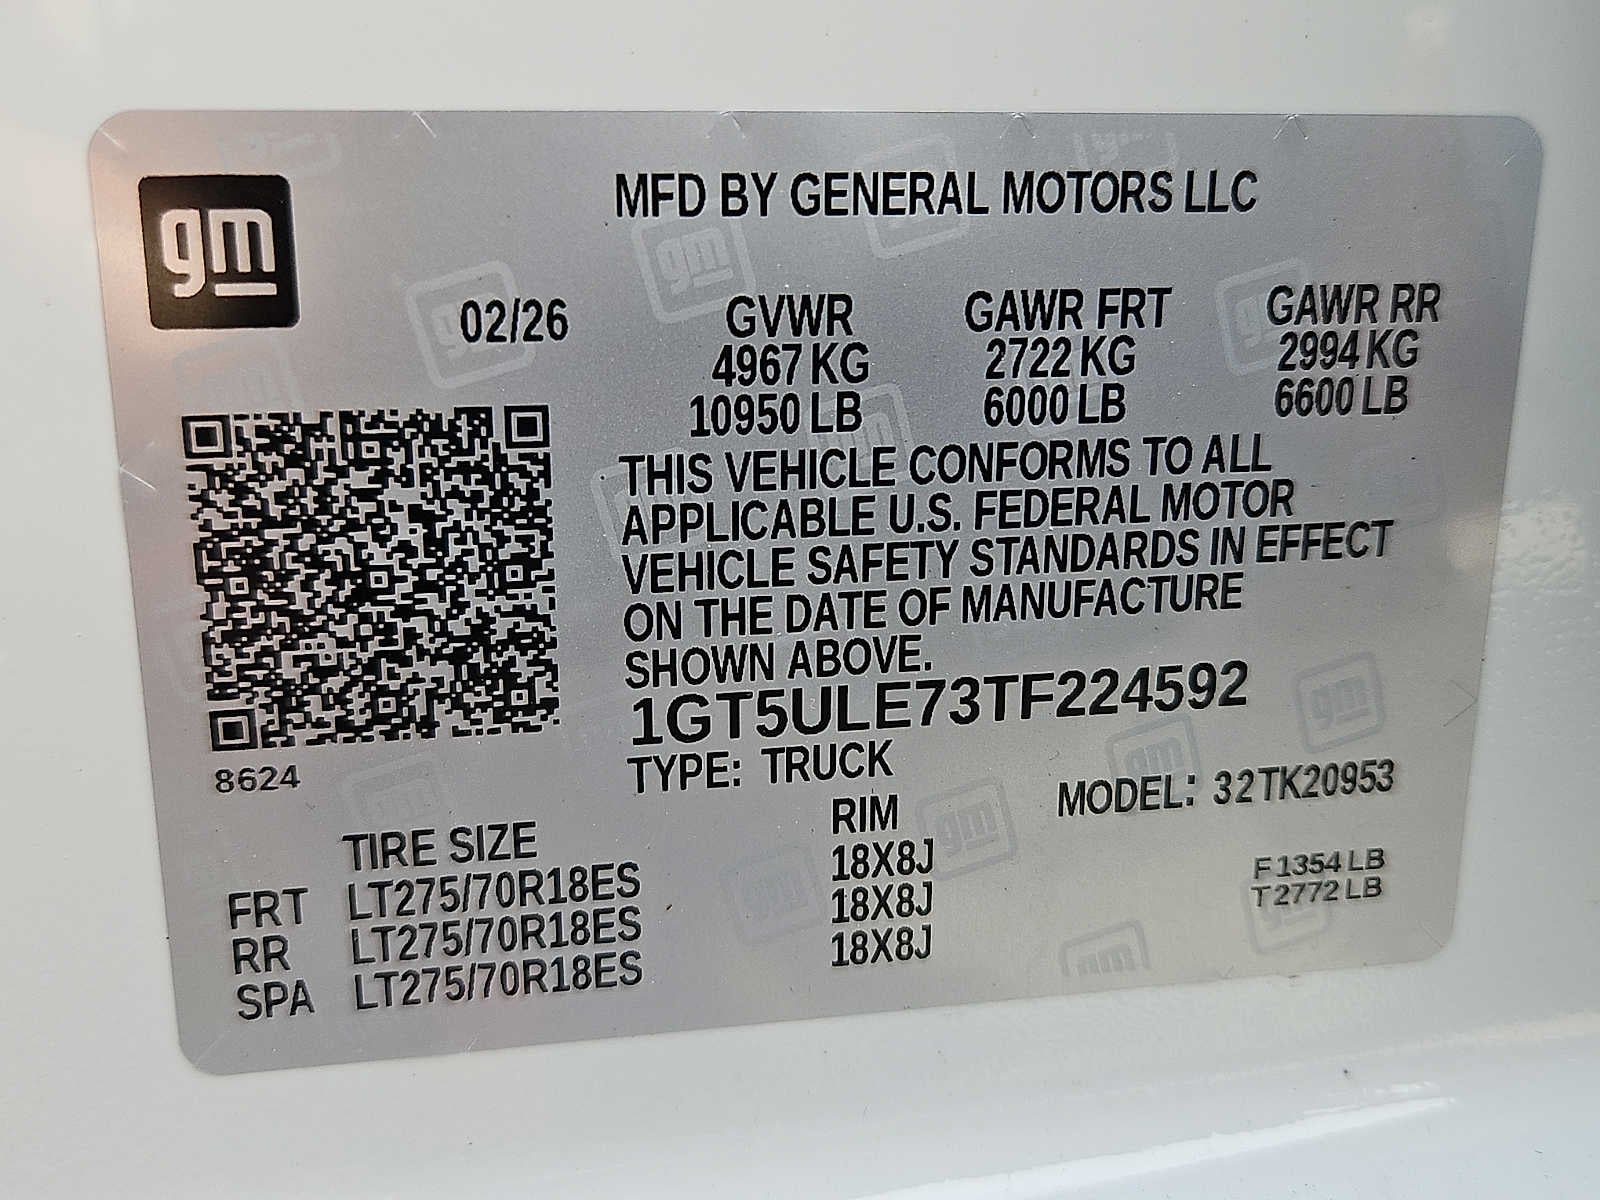 gm
MFD BY GENERAL MOTORS LLC
02/26
GVWR GAWR FRT GAWR RR
4967 KG 2722 KG 2994 KG
10950 LB 6000 LB 6600 LB
THIS VEHICLE CONFORMS TO ALL
APPLICABLE U.S. FEDERAL MOTOR
VEHICLE SAFETY STANDARDS IN EFFECT
ON THE DATE OF MANUFACTURE
SHOWN ABOVE.
1GT5ULE73TF224592
8624
TYPE: TRUCK
MODEL: 32TK20953
TIRE SIZE RIM
FRT LT275/70R18ES 18X8J
RR LT275/70R18ES 18X8J
SPA LT275/70R18ES 18X8J
F 1354 LB
T 2772 LB